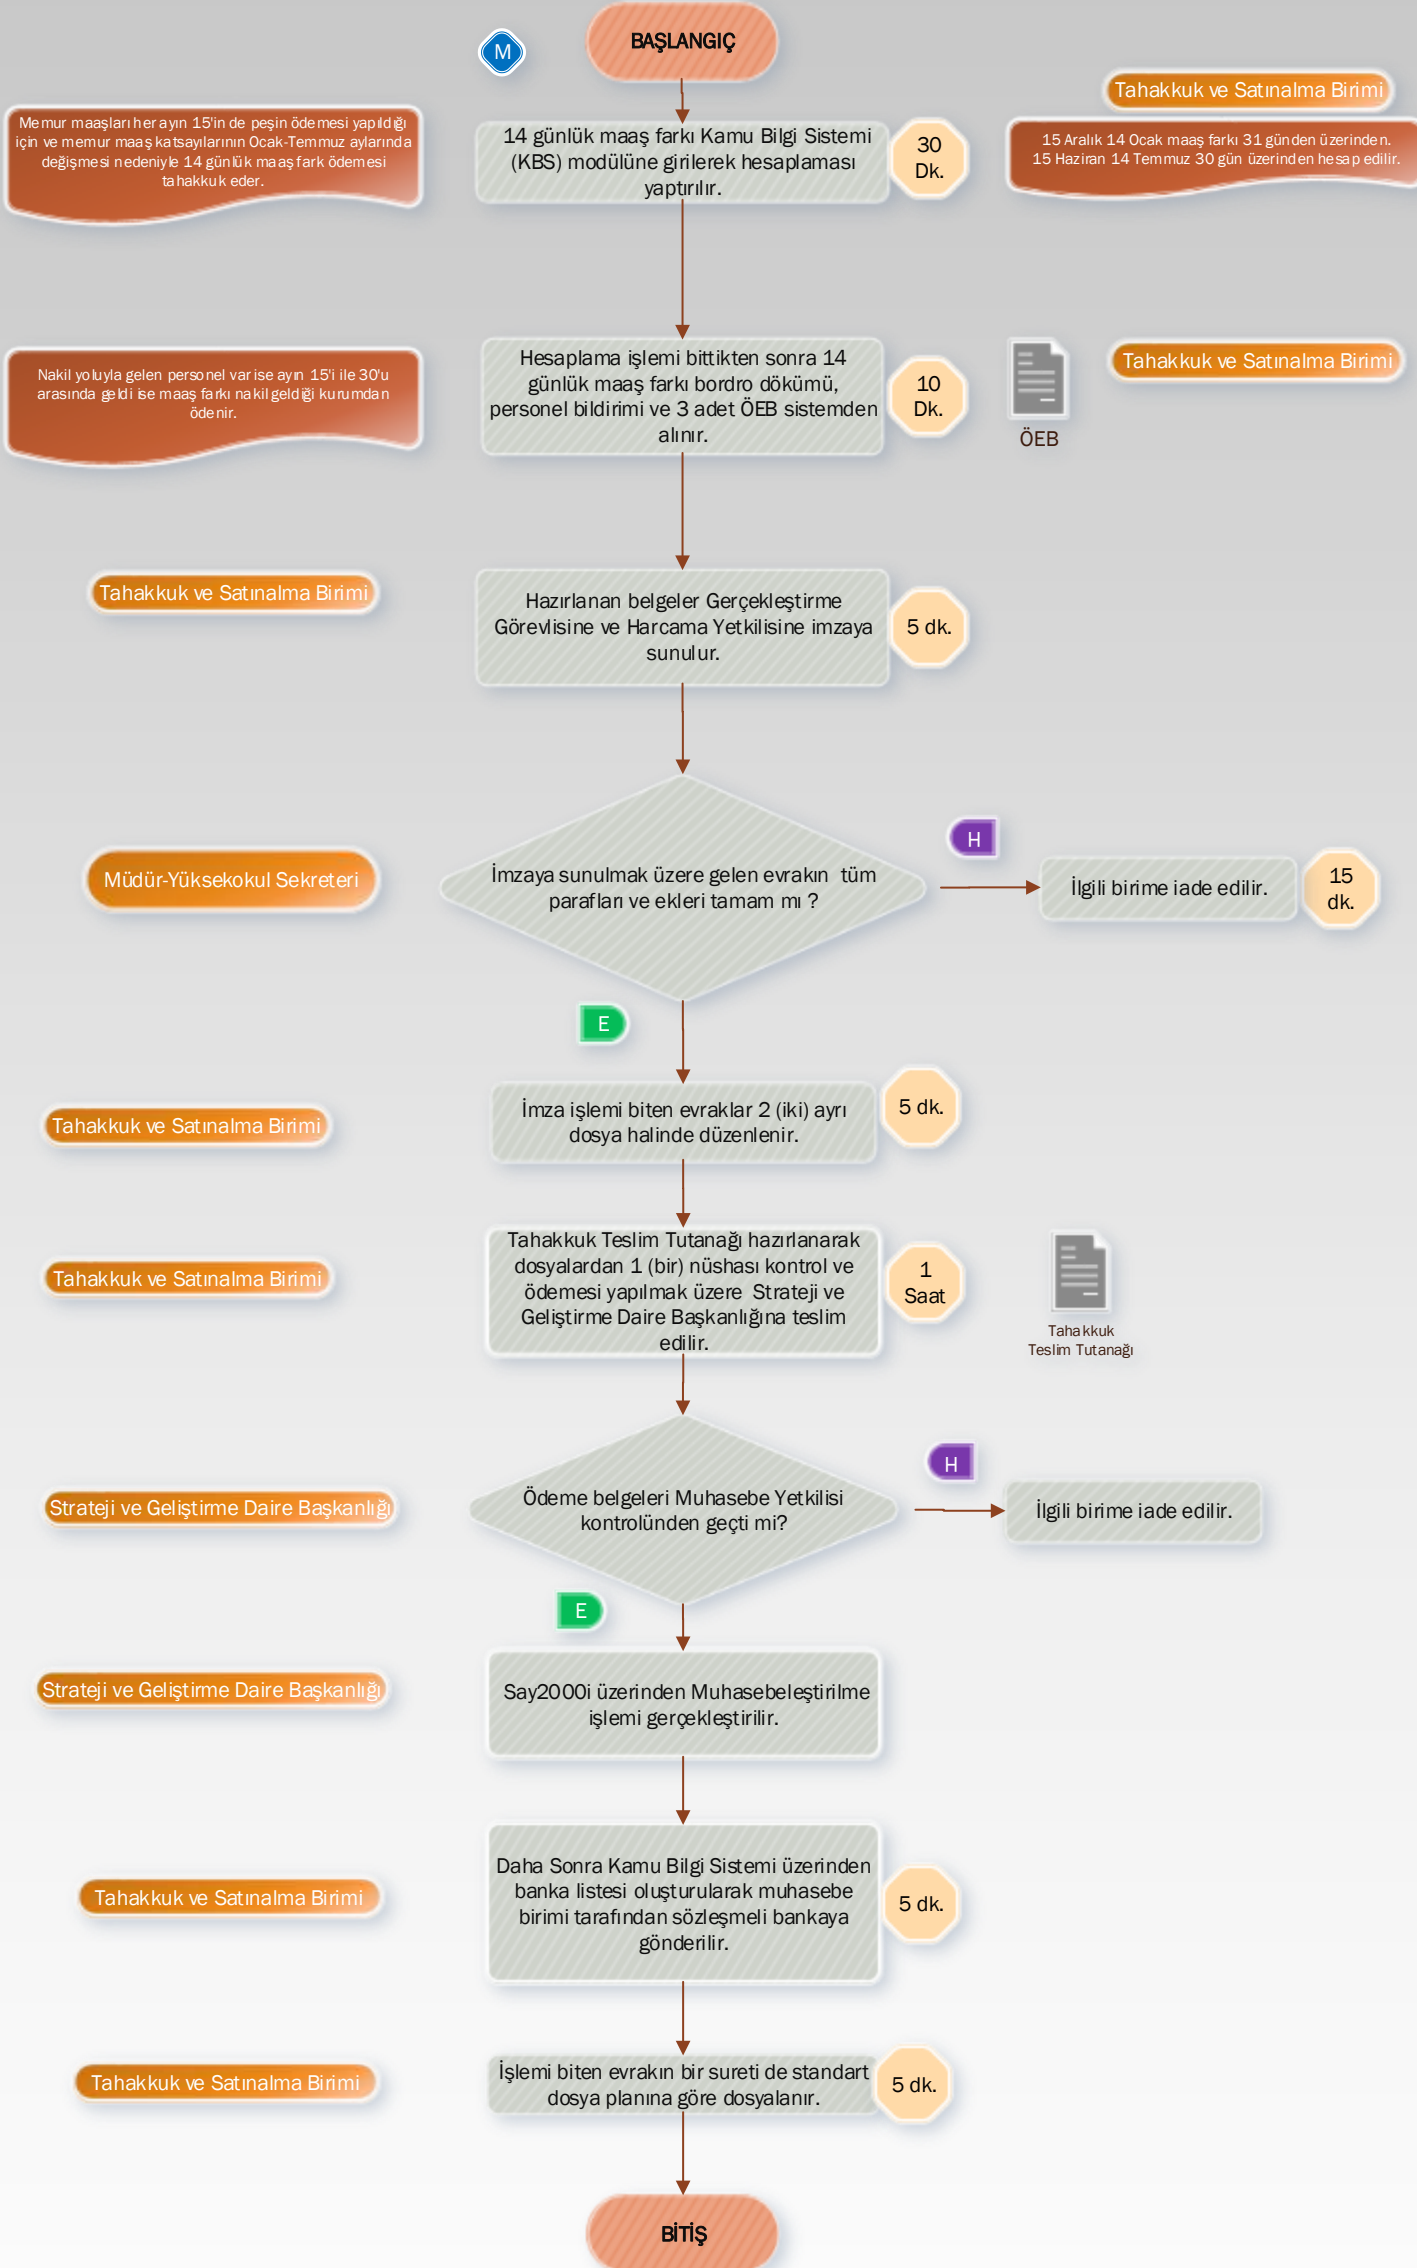 BAŞLANGIÇ
M
Tahakkuk ve Satınalma Birimi
Memur maaşları her ayın 15'in de peşin ödemesi yapıldığı
için ve memur maaş katsayılarının Ocak-Temmuz aylarında
değişmesi nedeniyle 14 günlük maaş fark ödemesi
tahakkuk eder.
14 günlük maaş farkı Kamu Bilgi Sistemi
(KBS) modülüne girilerek hesaplaması
yaptırılır.
30
Dk.
15 Aralık 14 Ocak maaş farkı 31 günden üzerinden.
15 Haziran 14 Temmuz 30 gün üzerinden hesap edilir.
Nakil yoluyla gelen personel var ise ayın 15'i ile 30'u
arasında geldi ise maaş farkı nakil geldiği kurumdan
ödenir.
Hesaplama işlemi bittikten sonra 14
günlük maaş farkı bordro dökümü,
personel bildirimi ve 3 adet ÖEB sistemden
alınır.
10
Dk.
ÖEB
Tahakkuk ve Satınalma Birimi
Tahakkuk ve Satınalma Birimi
Hazırlanan belgeler Gerçekleştirme
Görevlisine ve Harcama Yetkilisine imzaya
sunulur.
5 dk.
Müdür-Yüksekokul Sekreteri
İmzaya sunulmak üzere gelen evrakın tüm
parafları ve ekleri tamam mı ?
H
İlgili birime iade edilir.
15
dk.
E
Tahakkuk ve Satınalma Birimi
İmza işlemi biten evraklar 2 (iki) ayrı
dosya halinde düzenlenir.
5 dk.
Tahakkuk ve Satınalma Birimi
Tahakkuk Teslim Tutanağı hazırlanarak
dosyalardan 1 (bir) nüshası kontrol ve
ödemesi yapılmak üzere Strateji ve
Geliştirme Daire Başkanlığına teslim
edilir.
1
Saat
Tahakkuk
Teslim Tutanağı
Strateji ve Geliştirme Daire Başkanlığı
Ödeme belgeleri Muhasebe Yetkilisi
kontrolünden geçti mi?
H
İlgili birime iade edilir.
E
Strateji ve Geliştirme Daire Başkanlığı
Say2000i üzerinden Muhasebeleştirilme
işlemi gerçekleştirilir.
Tahakkuk ve Satınalma Birimi
Daha Sonra Kamu Bilgi Sistemi üzerinden
banka listesi oluşturularak muhasebe
birimi tarafından sözleşmeli bankaya
gönderilir.
5 dk.
Tahakkuk ve Satınalma Birimi
İşlemi biten evrakın bir sureti de standart
dosya planına göre dosyalanır.
5 dk.
BİTİŞ